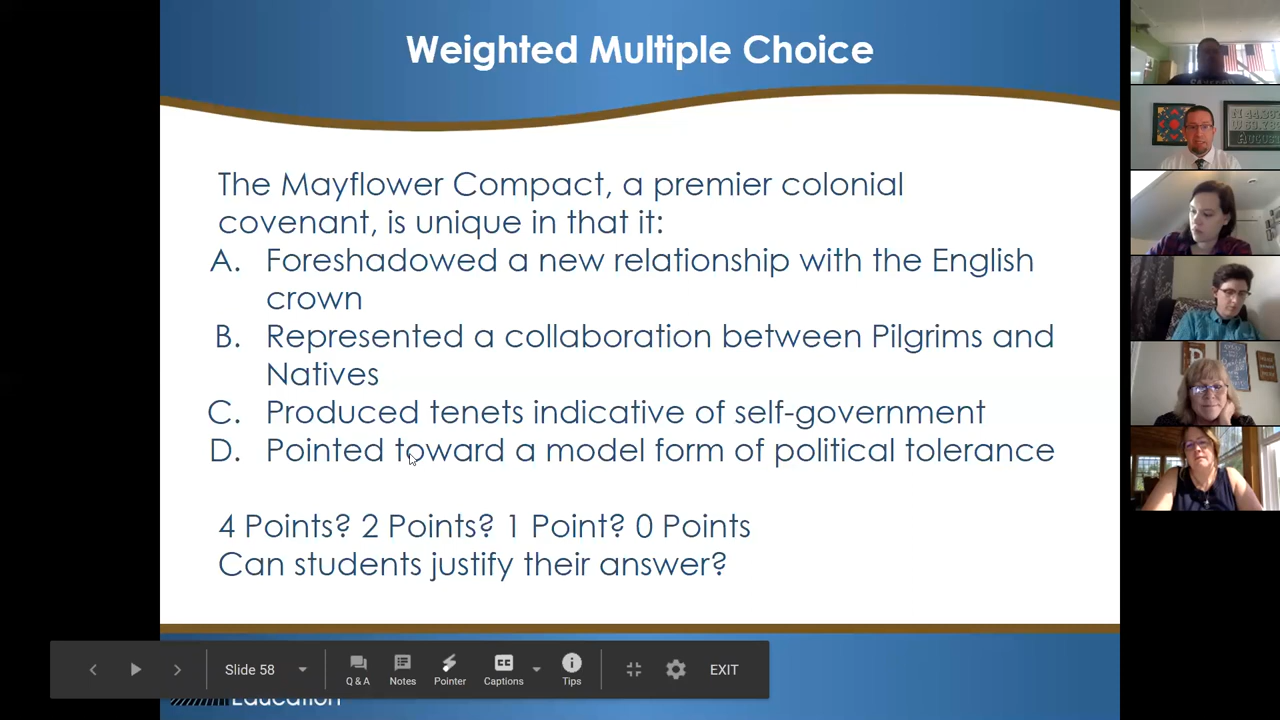 Weighted Multiple Choice
The Mayflower Compact, a premier colonial
covenant, is unique in that it:
A. Foreshadowed a new relationship with the English
crown
B. Represented a collaboration between Pilgrims and
Natives
C. Produced tenets indicative of self-government
D. Pointed toward a model form of political tolerance
4 Points? 2 Points? 1 Point? 0 Points
Can students justify their answer?
Slide 58
Q & A Notes Pointer CC Captions Tips EXIT
Education